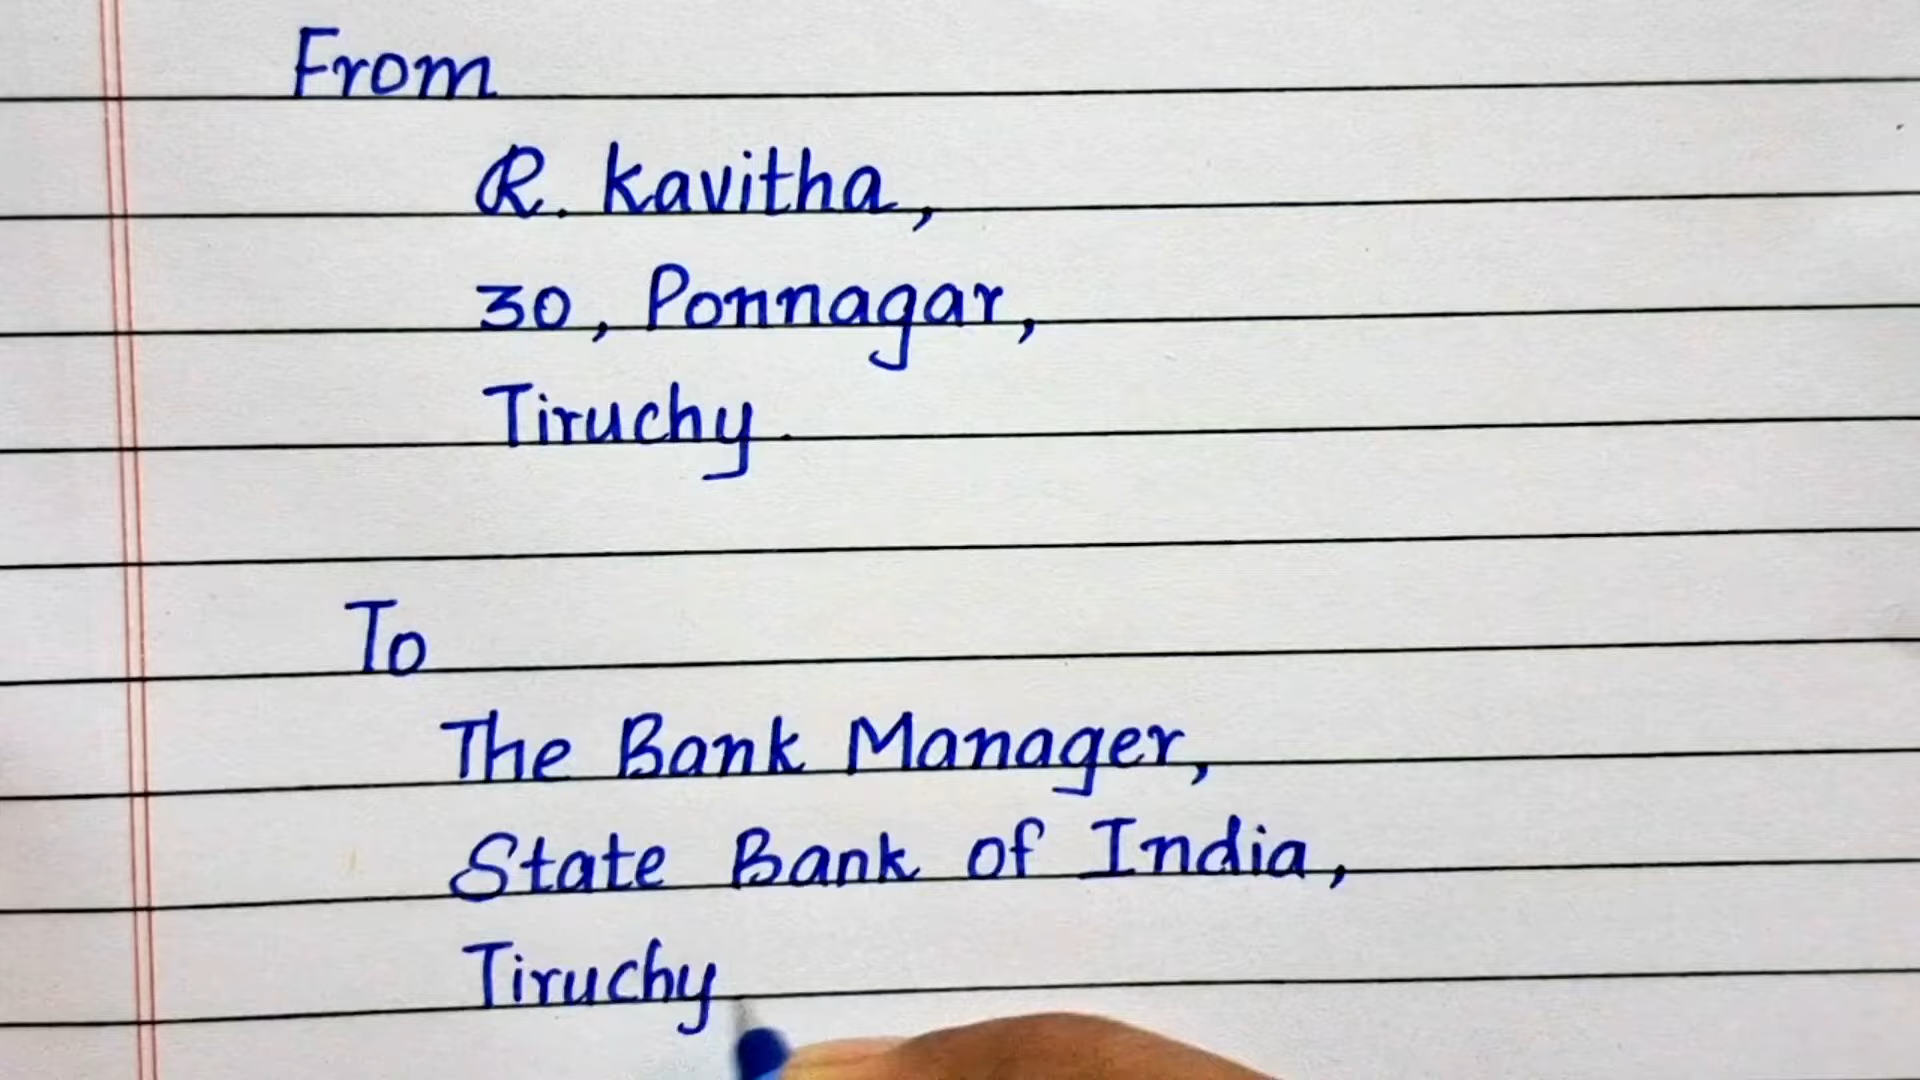 From
R. Kavitha,
30, Ponnagar,
Tiruchy.
To
The Bank Manager,
State Bank of India,
Tiruchy